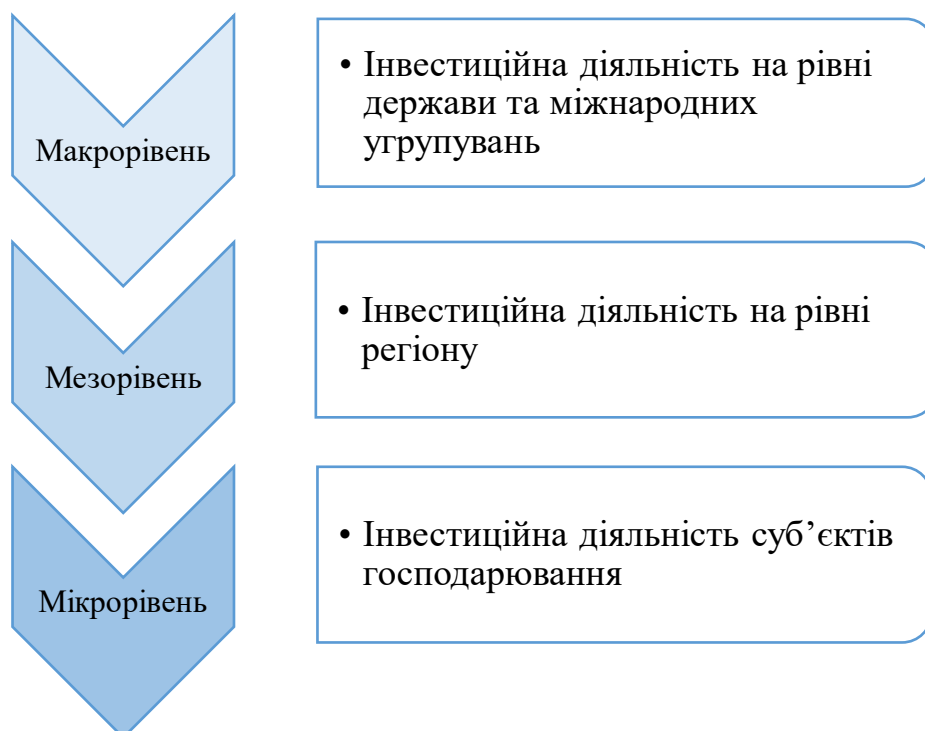 Макрорівень
• Інвестиційна діяльність на рівні
держави та міжнародних
угрупувань
Мезорівень
• Інвестиційна діяльність на рівні
регіону
Мікрорівень
• Інвестиційна діяльність суб’єктів
господарювання